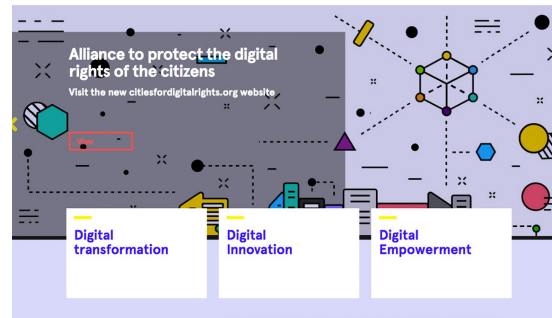 Alliance to protect the digital
rights of the citizens
Visit the new citiesfordigitalrights.org website
Digital
transformation
Digital
Innovation
Digital
Empowerment